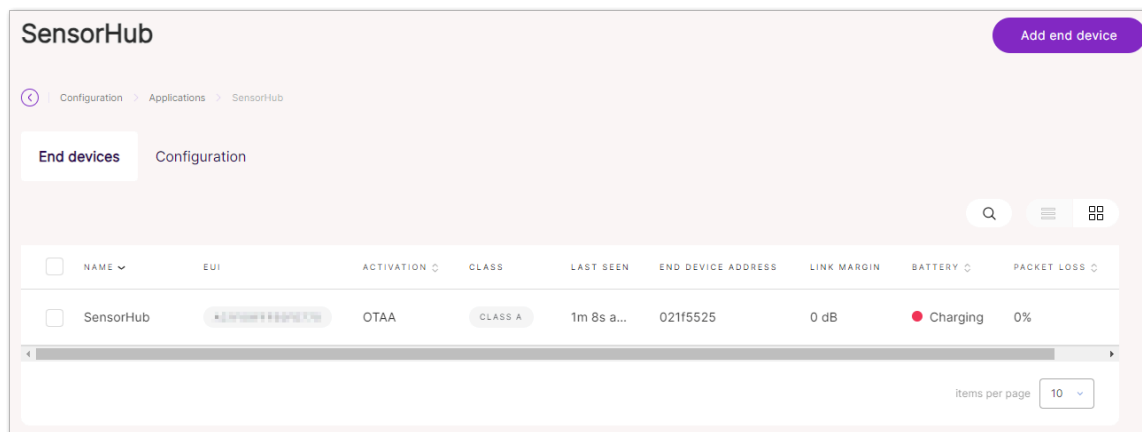 SensorHub
Add end device
Configuration > Applications > SensorHub
End devices Configuration
NAME EUI ACTIVATION CLASS LAST SEEN END DEVICE ADDRESS LINK MARGIN BATTERY PACKET LOSS
SensorHub OTAA CLASS A 1m 8s a... 021f5525 0 dB Charging 0%
items per page 10